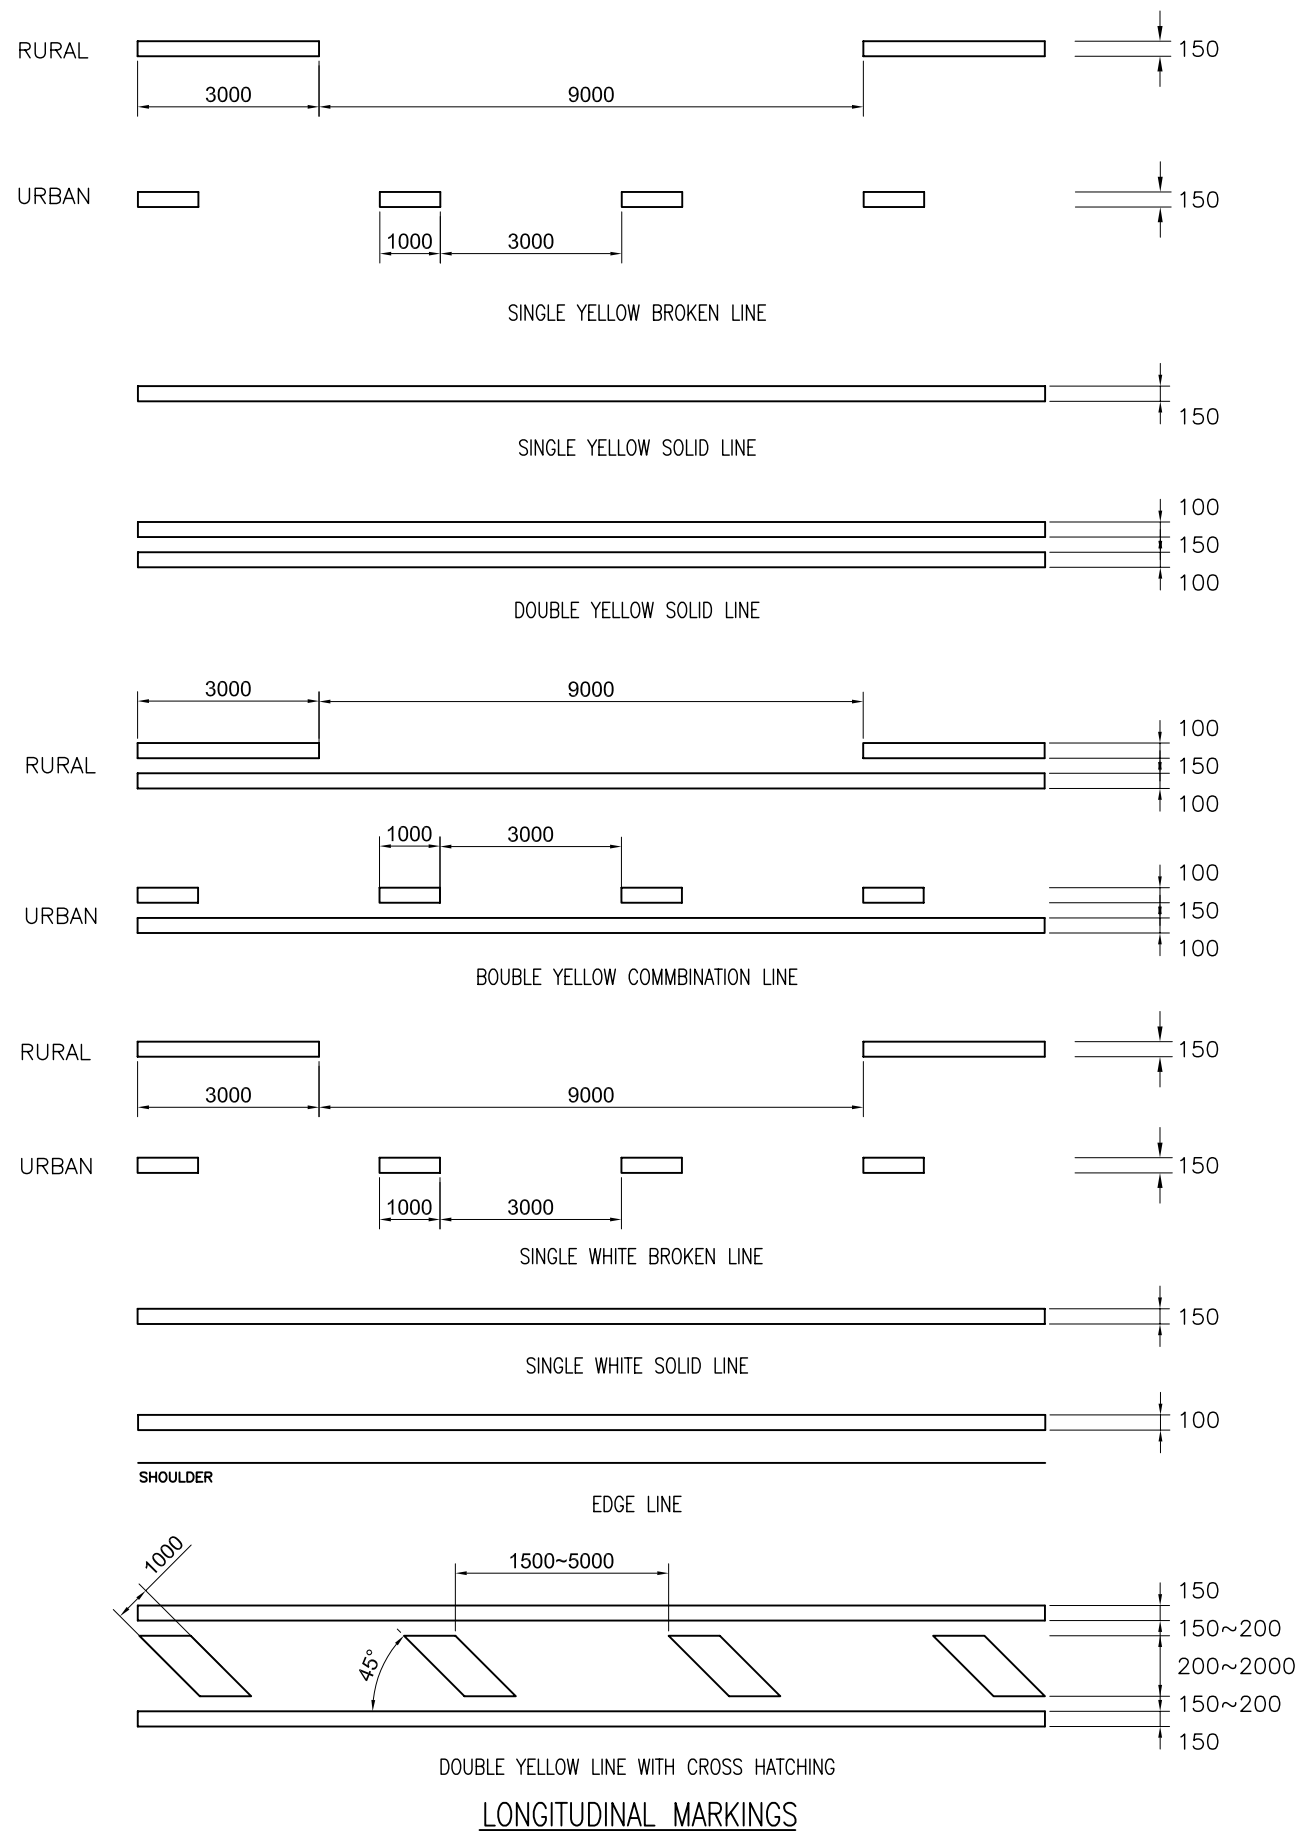 RURAL
150
3000
9000
URBAN
150
1000
3000
SINGLE YELLOW BROKEN LINE
150
SINGLE YELLOW SOLID LINE
100
150
100
DOUBLE YELLOW SOLID LINE
3000
9000
RURAL
100
150
100
1000
3000
URBAN
100
150
100
BOUBLE YELLOW COMMBINATION LINE
RURAL
150
3000
9000
URBAN
150
1000
3000
SINGLE WHITE BROKEN LINE
150
SINGLE WHITE SOLID LINE
100
SHOULDER
EDGE LINE
1000
1500~5000
45°
150
150~200
200~2000
150~200
150
DOUBLE YELLOW LINE WITH CROSS HATCHING
LONGITUDINAL MARKINGS